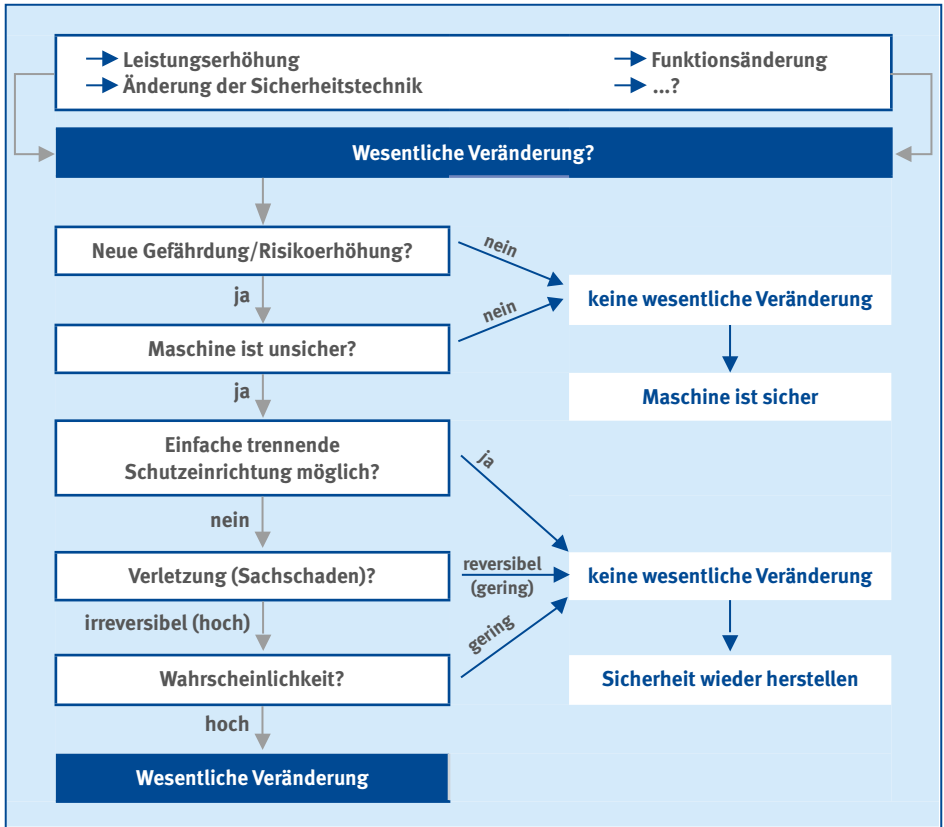 Leistungserhöhung
Funktionsänderung
Änderung der Sicherheitstechnik
...?
Wesentliche Veränderung?
Neue Gefährdung/Risikoerhöhung?
nein
ja
keine wesentliche Veränderung
nein
Maschine ist unsicher?
ja
Maschine ist sicher
Einfache trennende
Schutzeinrichtung möglich?
ja
nein
Verletzung (Sachschaden)?
reversibel
(gering)
keine wesentliche Veränderung
irreversibel (hoch)
gering
Wahrscheinlichkeit?
Sicherheit wieder herstellen
hoch
Wesentliche Veränderung